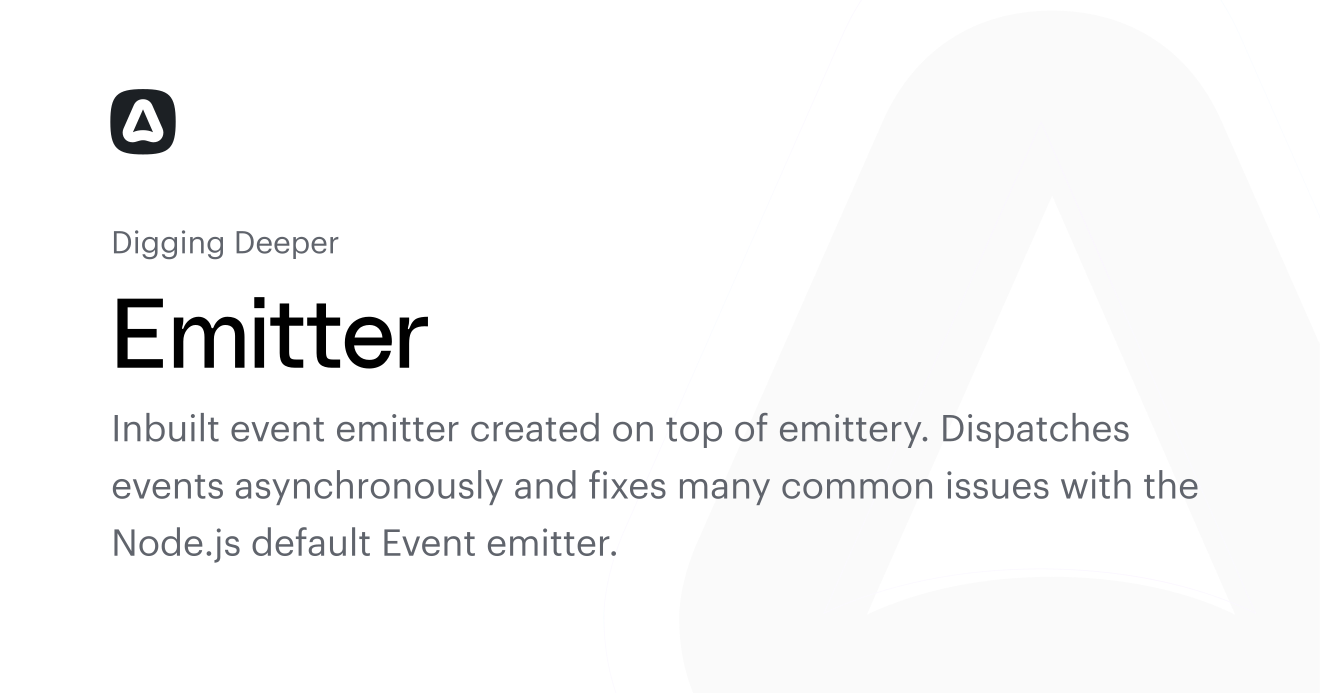 Digging Deeper
Emitter
Inbuilt event emitter created on top of emittery. Dispatches
events asynchronously and fixes many common issues with the
Node.js default Event emitter.